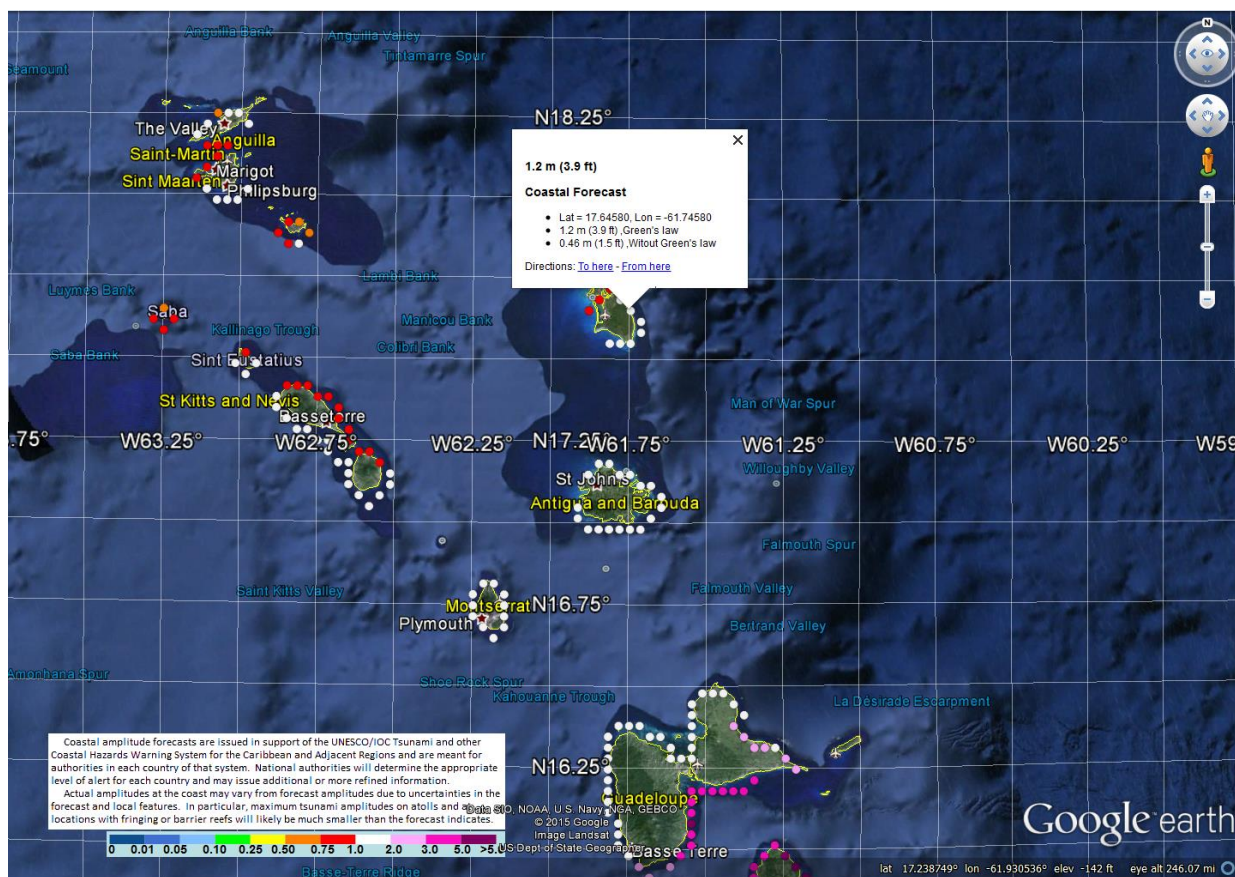 Anguilla Bank
Anguilla Valley
Tintamarre Spur
Seamount
N
N18.25°
The Valley
Anguilla
Saint-Martin
Marigot
Sint Maarten
Philipsburg
1.2 m (3.9 ft)
Coastal Forecast
Lat = 17.64580, Lon = -61.74580
1.2 m (3.9 ft) ,Green's law
0.46 m (1.5 ft) ,Witout Green's law
Directions: To here - From here
Lambi Bank
Luymes Bank
Saba
Kallinago Trough
Manicou Bank
Colibri Bank
Saba Bank
Sint Eustatius
St Kitts and Nevis
Basseterre
Man of War Spur
.75°
W63.25°
W62.75°
W62.25°
N17.25°
W61.75°
W61.25°
W60.75°
W60.25°
W59
Willoughby Valley
St John's
Antigua and Barbuda
Falmouth Spur
Saint Kitts Valley
Falmouth Valley
Montserrat
N16.75°
Plymouth
Bertrand Valley
Amonhana Spur
Shoe Rock Spur
Kahouanne Trough
La Désirade Escarpment
Coastal amplitude forecasts are issued in support of the UNESCO/IOC Tsunami and other
Coastal Hazards Warning System for the Caribbean and Adjacent Regions and are meant for
authorities in each country of that system. National authorities will determine the appropriate
level of alert for each country and may issue additional or more refined information.
Actual amplitudes at the coast may vary from forecast amplitudes due to uncertainties in the
forecast and local features. In particular, maximum tsunami amplitudes on atolls and at
locations with fringing or barrier reefs will likely be much smaller than the forecast indicates.
N16.25°
Guadeloupe
Data SIO, NOAA, U.S. Navy, NGA, GEBCO
© 2015 Google
Image Landsat
US Dept of State Geographer
Google earth
0 0.01 0.05 0.10 0.25 0.50 0.75 1.0 2.0 3.0 5.0 >5.0
Basse Terre
Basse-Terre Ridge
lat 17.238749° lon -61.930536° elev -142 ft eye alt 246.07 mi